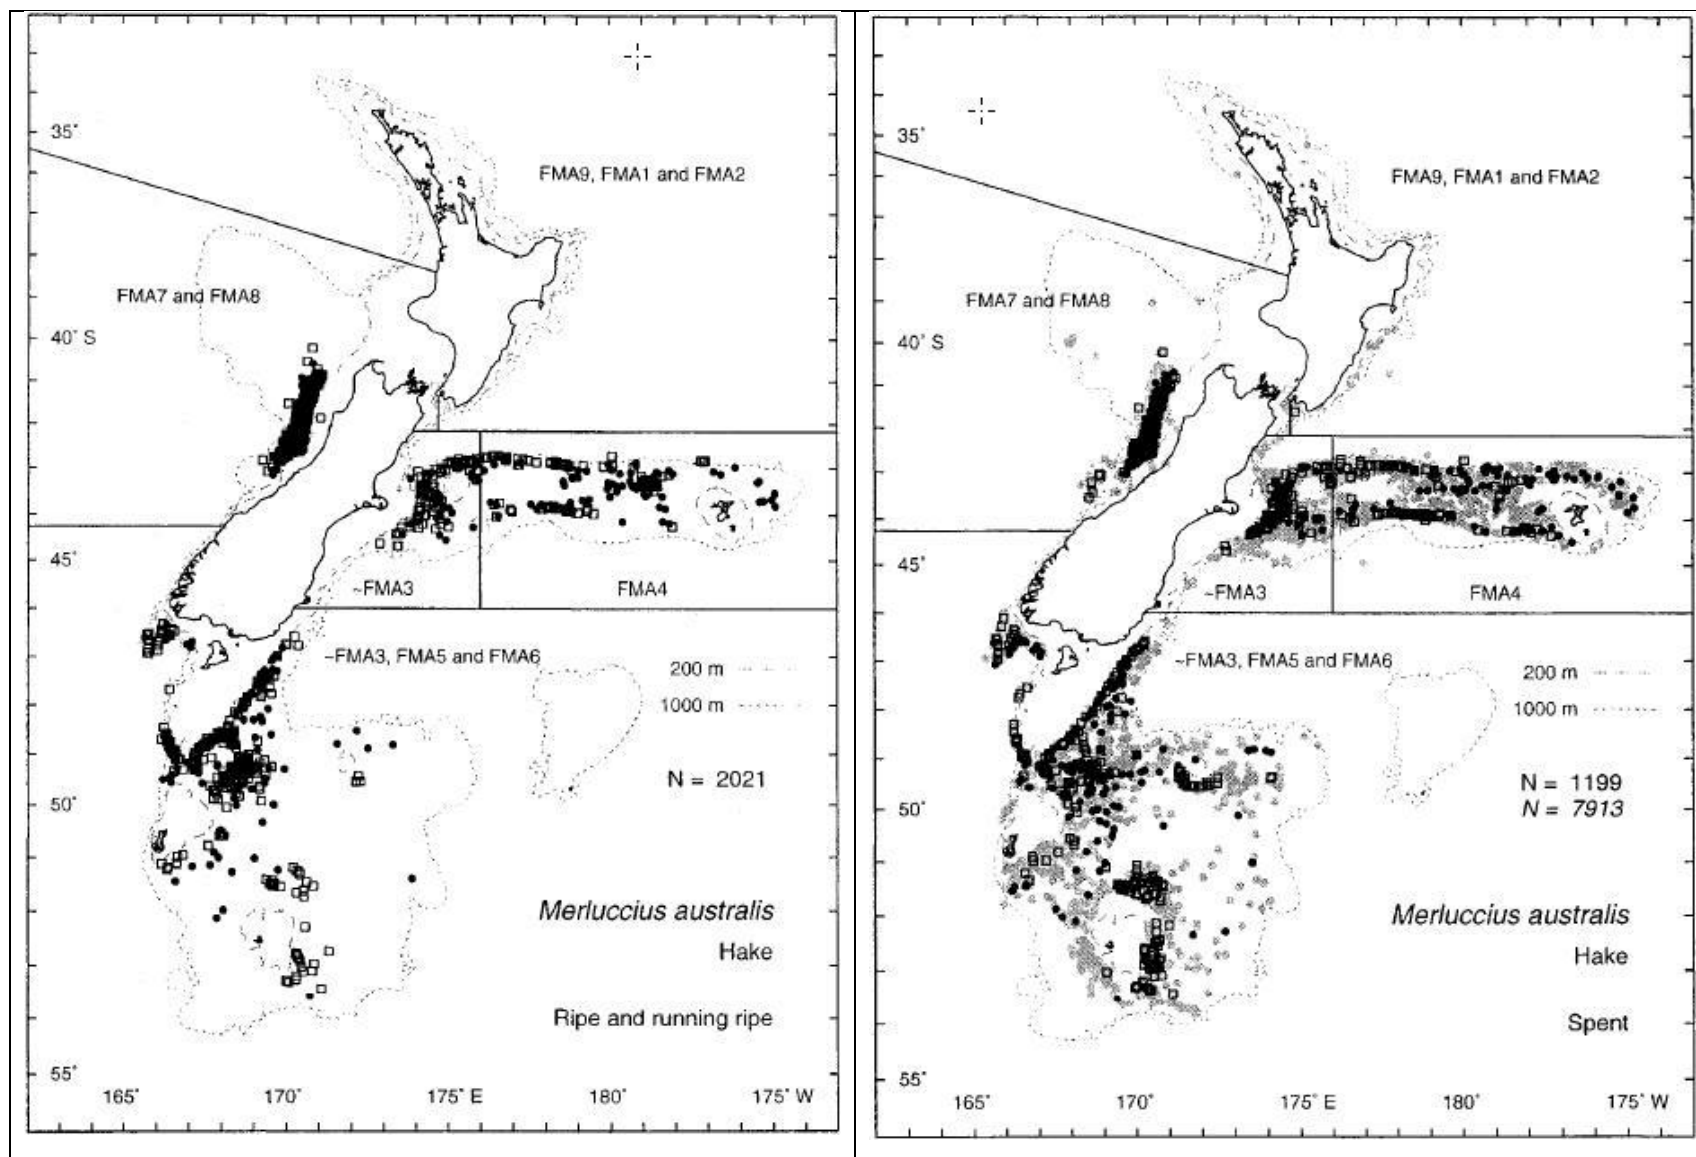 35°
FMA9, FMA1 and FMA2
FMA7 and FMA8
40° S
45°
~FMA3
FMA4
~FMA3, FMA5 and FMA6
200 m
1000 m
N = 2021
50°
Merluccius australis
Hake
Ripe and running ripe
55°
165°
170°
175° E
180°
175° W
35°
FMA9, FMA1 and FMA2
FMA7 and FMA8
40° S
45°
~FMA3
FMA4
~FMA3, FMA5 and FMA6
200 m
1000 m
N = 1199
N = 7913
50°
Merluccius australis
Hake
Spent
55°
165°
170°
175° E
180°
175° W